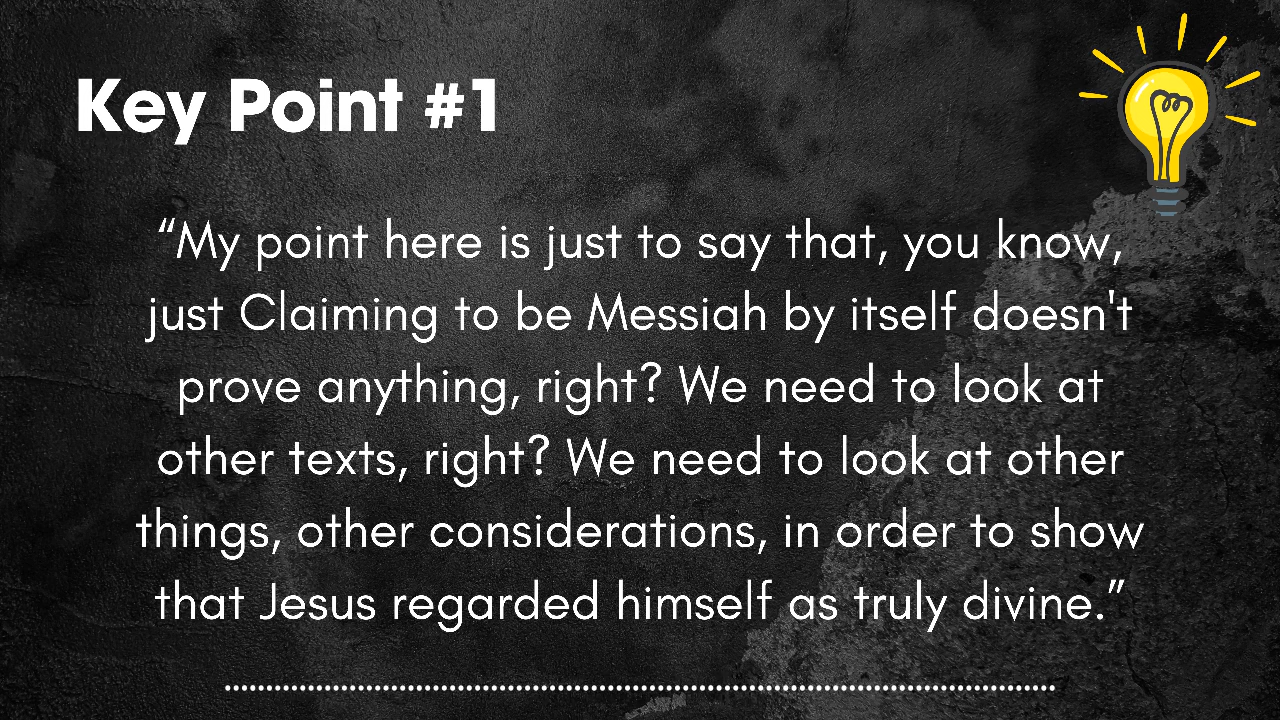 Key Point #1
“My point here is just to say that, you know,
just Claiming to be Messiah by itself doesn't
prove anything, right? We need to look at
other texts, right? We need to look at other
things, other considerations, in order to show
that Jesus regarded himself as truly divine.”